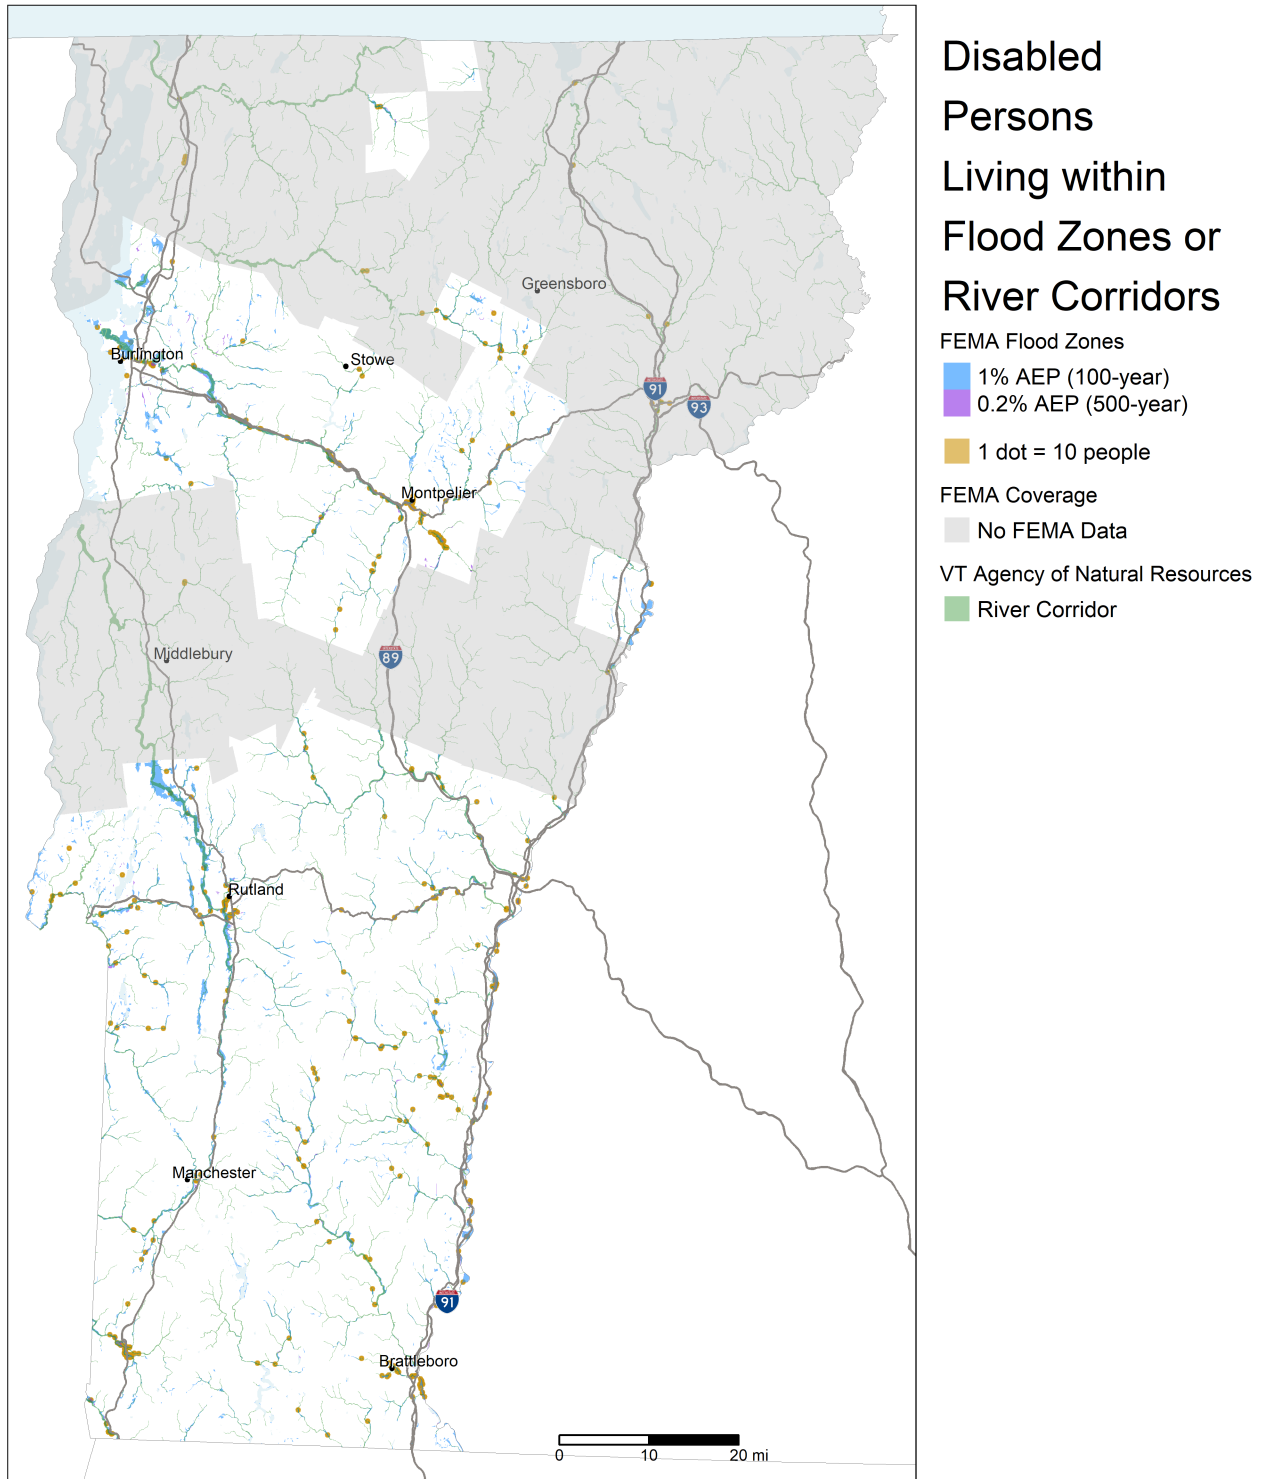 Disabled
Persons
Living within
Flood Zones or
River Corridors
FEMA Flood Zones
1% AEP (100-year)
0.2% AEP (500-year)
1 dot = 10 people
FEMA Coverage
No FEMA Data
VT Agency of Natural Resources
River Corridor
Greensboro
Burlington
Stowe
91
93
Montpelier
Middlebury
89
Rutland
Manchester
91
Brattleboro
0 10 20 mi